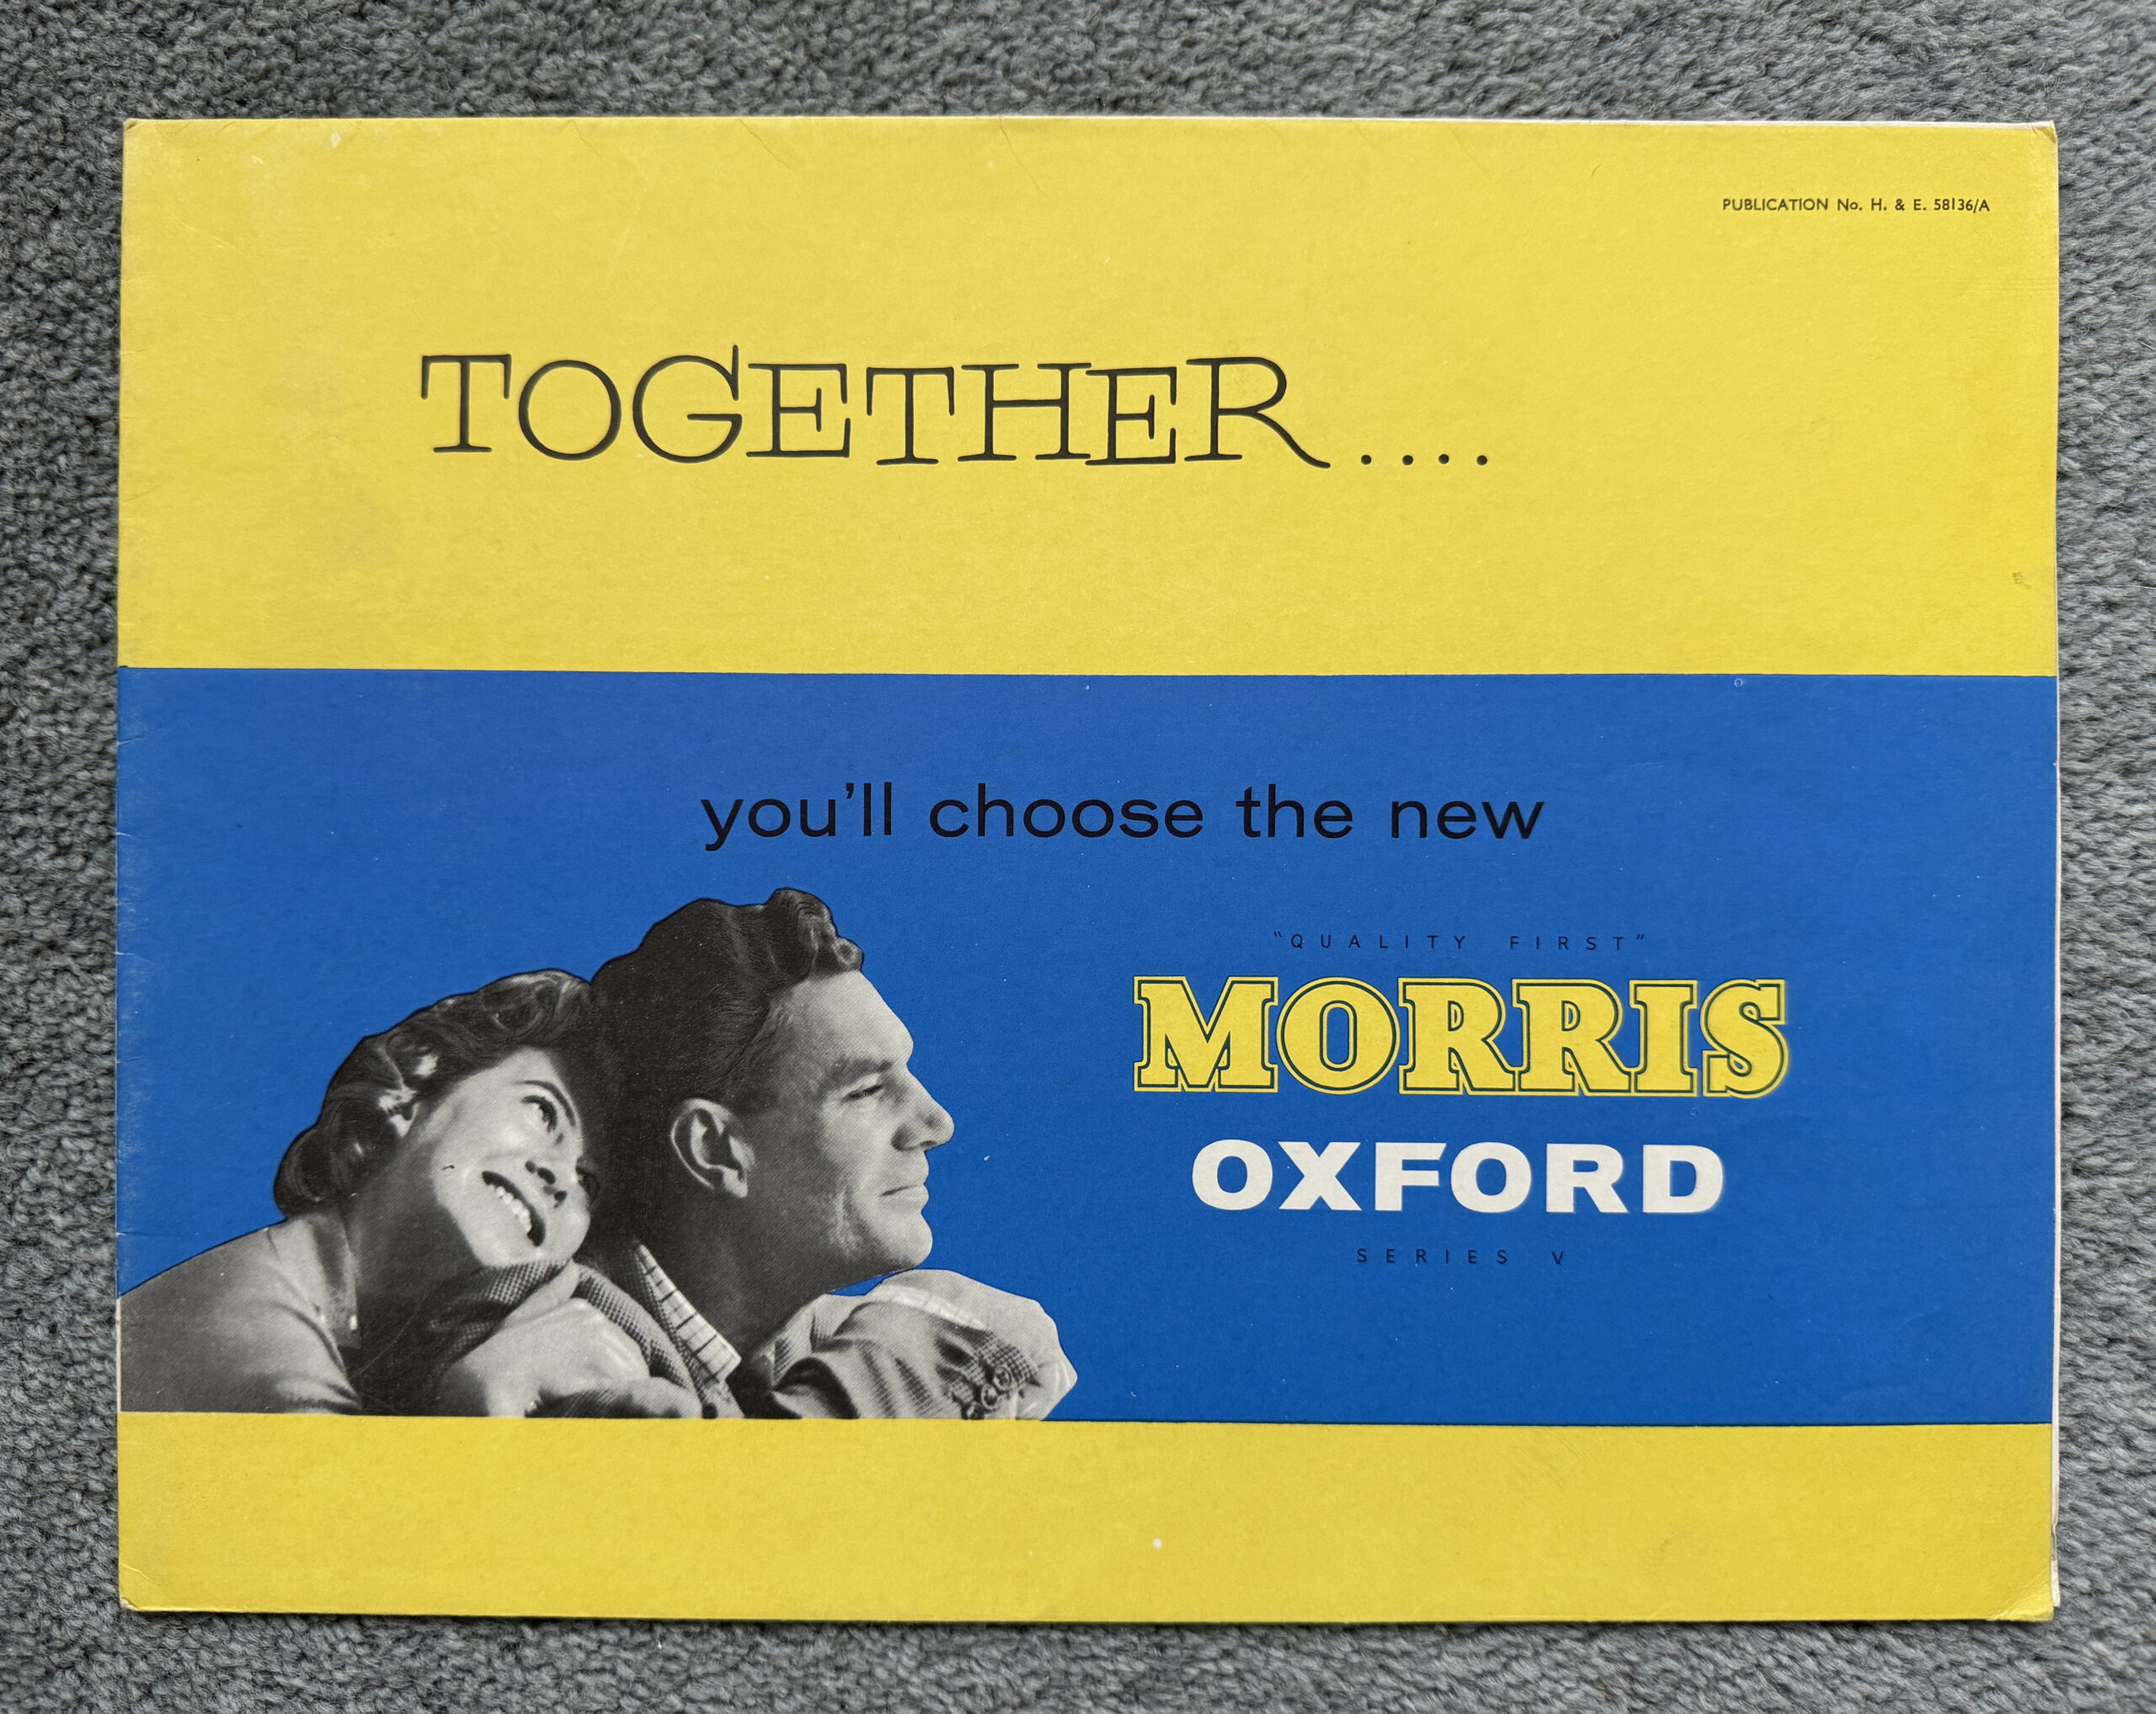 PUBLICATION No. H. & E. 58136/A
TOGETHER....
you'll choose the new
"QUALITY FIRST"
MORRIS
OXFORD
SERIES V